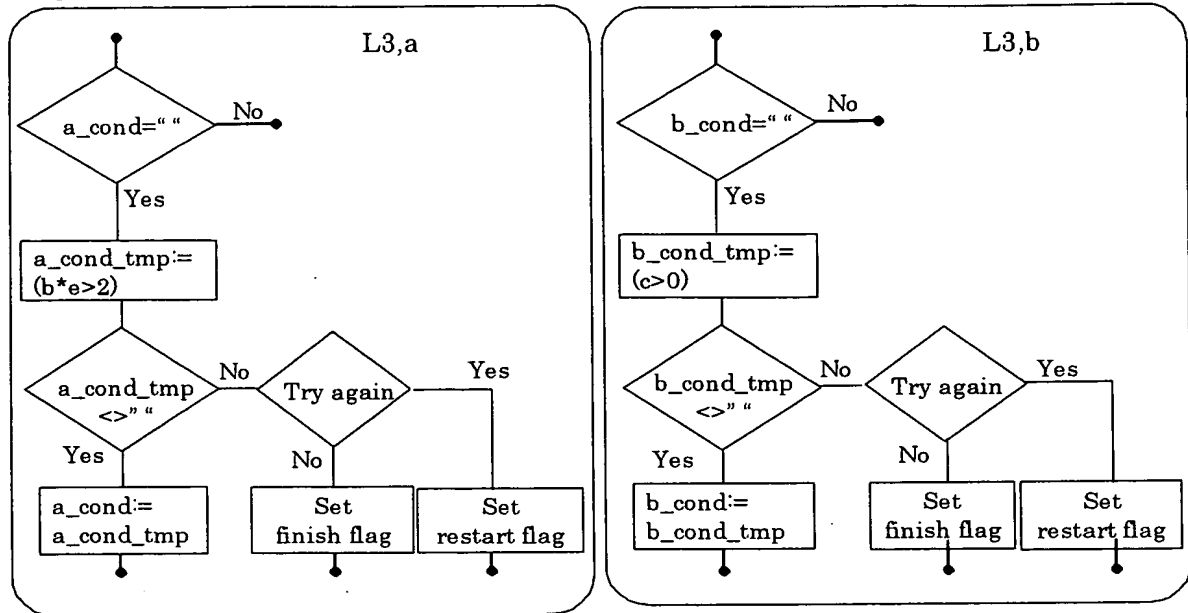 L3,a
a_cond=“ “
No
Yes
a_cond_tmp:=
(b*e>2)
a_cond_tmp
<>” “
No
Try again
Yes
Yes
No
a_cond:=
a_cond_tmp
Set
finish flag
Set
restart flag
L3,b
b_cond=“ “
No
Yes
b_cond_tmp:=
(c>0)
b_cond_tmp
<>” “
No
Try again
Yes
Yes
No
b_cond:=
b_cond_tmp
Set
finish flag
Set
restart flag